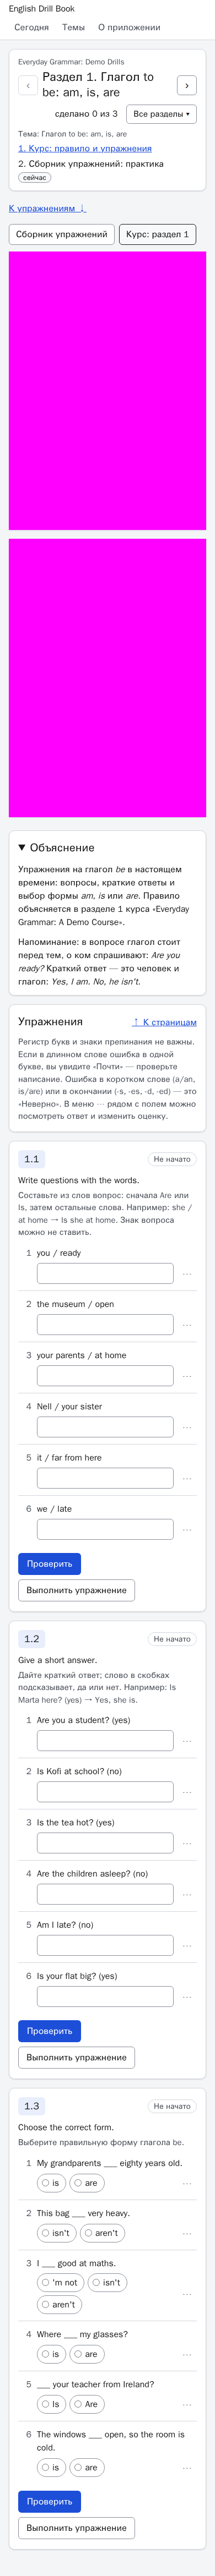 English Drill Book
Сегодня Темы О приложении
Everyday Grammar: Demo Drills
‹ Раздел 1. Глагол to be: am, is, are ›
сделано 0 из 3 Все разделы ▾
Тема: Глагол to be: am, is, are
1. Курс: правило и упражнения
2. Сборник упражнений: практика
сейчас
К упражнениям ↓
Сборник упражнений Курс: раздел 1
▼ Объяснение
Упражнения на глагол be в настоящем
времени: вопросы, краткие ответы и
выбор формы am, is или are. Правило
объясняется в разделе 1 курса «Everyday
Grammar: A Demo Course».
Напоминание: в вопросе глагол стоит
перед тем, о ком спрашивают: Are you
ready? Краткий ответ — это человек и
глагол: Yes, I am. No, he isn't.
Упражнения ↑ К страницам
Регистр букв и знаки препинания не важны.
Если в длинном слове ошибка в одной
букве, вы увидите «Почти» — проверьте
написание. Ошибка в коротком слове (a/an,
is/are) или в окончании (-s, -es, -d, -ed) — это
«Неверно». В меню ⋯ рядом с полем можно
посмотреть ответ и изменить оценку.
1.1 Не начато
Write questions with the words.
Составьте из слов вопрос: сначала Are или
Is, затем остальные слова. Например: she /
at home → Is she at home. Знак вопроса
можно не ставить.
1 you / ready
⋯
2 the museum / open
⋯
3 your parents / at home
⋯
4 Nell / your sister
⋯
5 it / far from here
⋯
6 we / late
⋯
Проверить
Выполнить упражнение
1.2 Не начато
Give a short answer.
Дайте краткий ответ; слово в скобках
подсказывает, да или нет. Например: Is
Marta here? (yes) → Yes, she is.
1 Are you a student? (yes)
⋯
2 Is Kofi at school? (no)
⋯
3 Is the tea hot? (yes)
⋯
4 Are the children asleep? (no)
⋯
5 Am I late? (no)
⋯
6 Is your flat big? (yes)
⋯
Проверить
Выполнить упражнение
1.3 Не начато
Choose the correct form.
Выберите правильную форму глагола be.
1 My grandparents ___ eighty years old.
is are ⋯
2 This bag ___ very heavy.
isn't aren't ⋯
3 I ___ good at maths.
'm not isn't
aren't ⋯
4 Where ___ my glasses?
is are ⋯
5 ___ your teacher from Ireland?
Is Are ⋯
6 The windows ___ open, so the room is
cold.
is are ⋯
Проверить
Выполнить упражнение